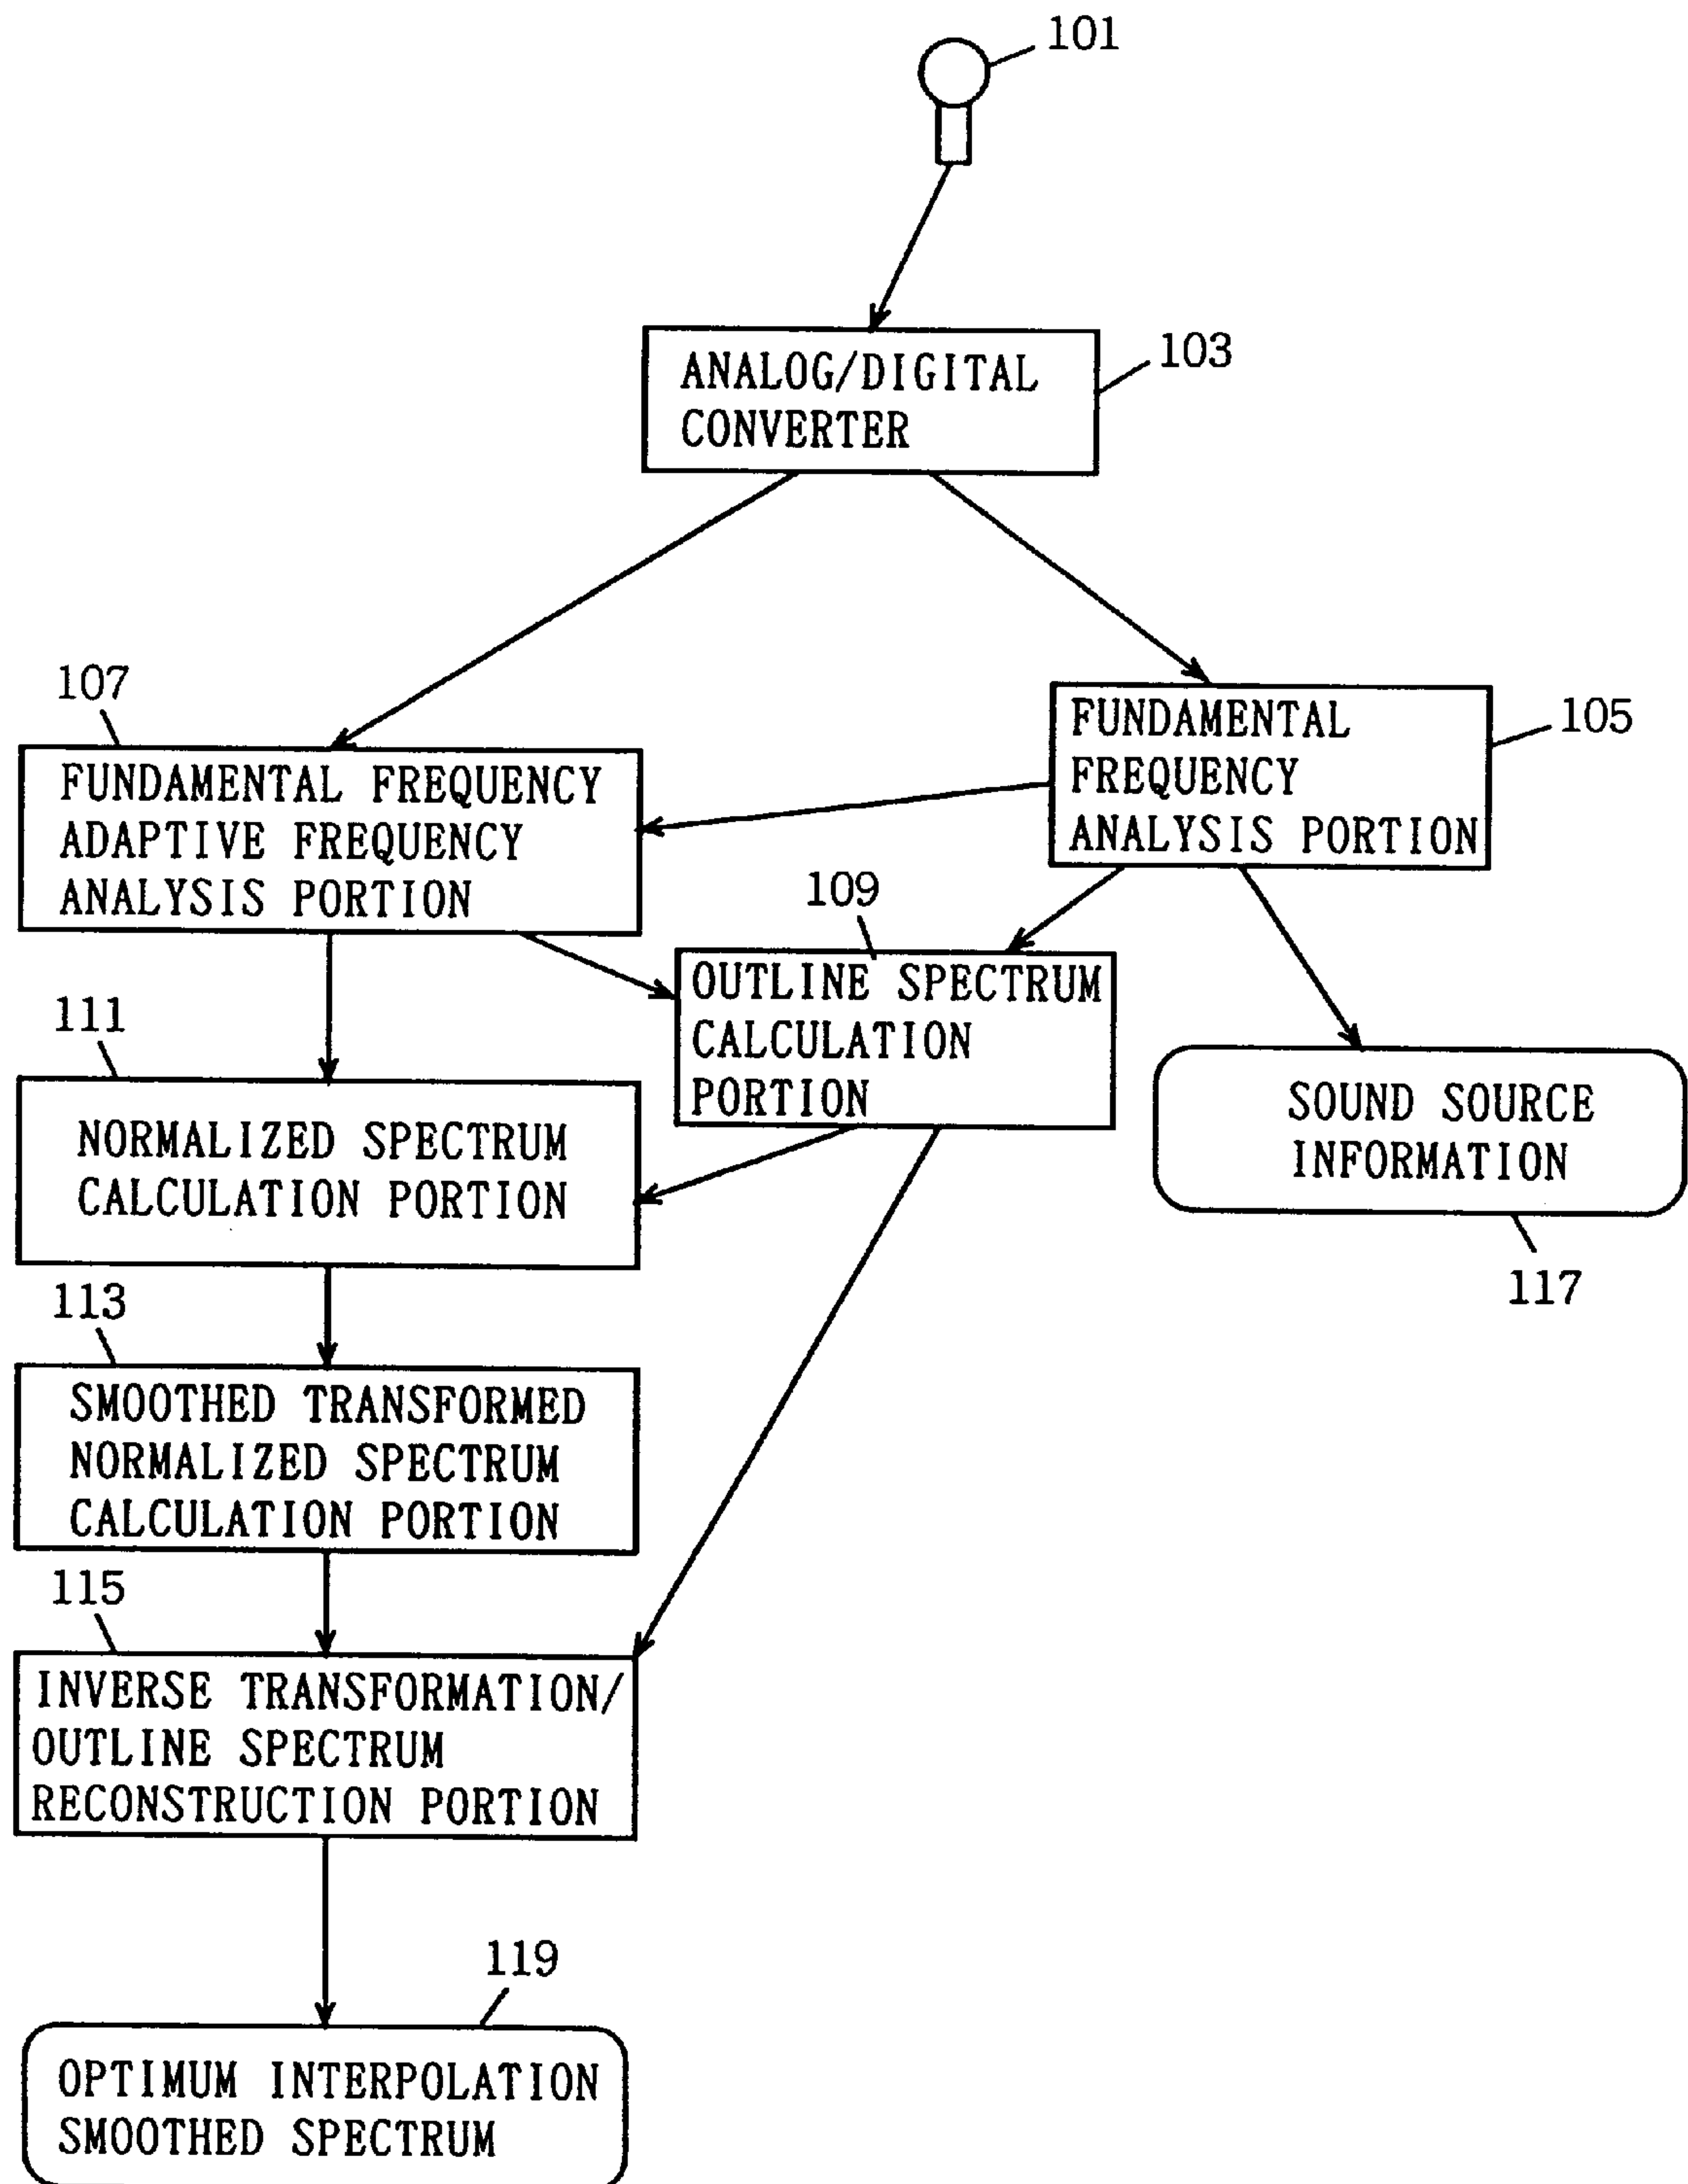 101
ANALOG/DIGITAL
CONVERTER
103
107
FUNDAMENTAL FREQUENCY
ADAPTIVE FREQUENCY
ANALYSIS PORTION
FUNDAMENTAL
FREQUENCY
ANALYSIS PORTION
105
109
OUTLINE SPECTRUM
CALCULATION
PORTION
111
NORMALIZED SPECTRUM
CALCULATION PORTION
SOUND SOURCE
INFORMATION
117
113
SMOOTHED TRANSFORMED
NORMALIZED SPECTRUM
CALCULATION PORTION
115
INVERSE TRANSFORMATION/
OUTLINE SPECTRUM
RECONSTRUCTION PORTION
119
OPTIMUM INTERPOLATION
SMOOTHED SPECTRUM